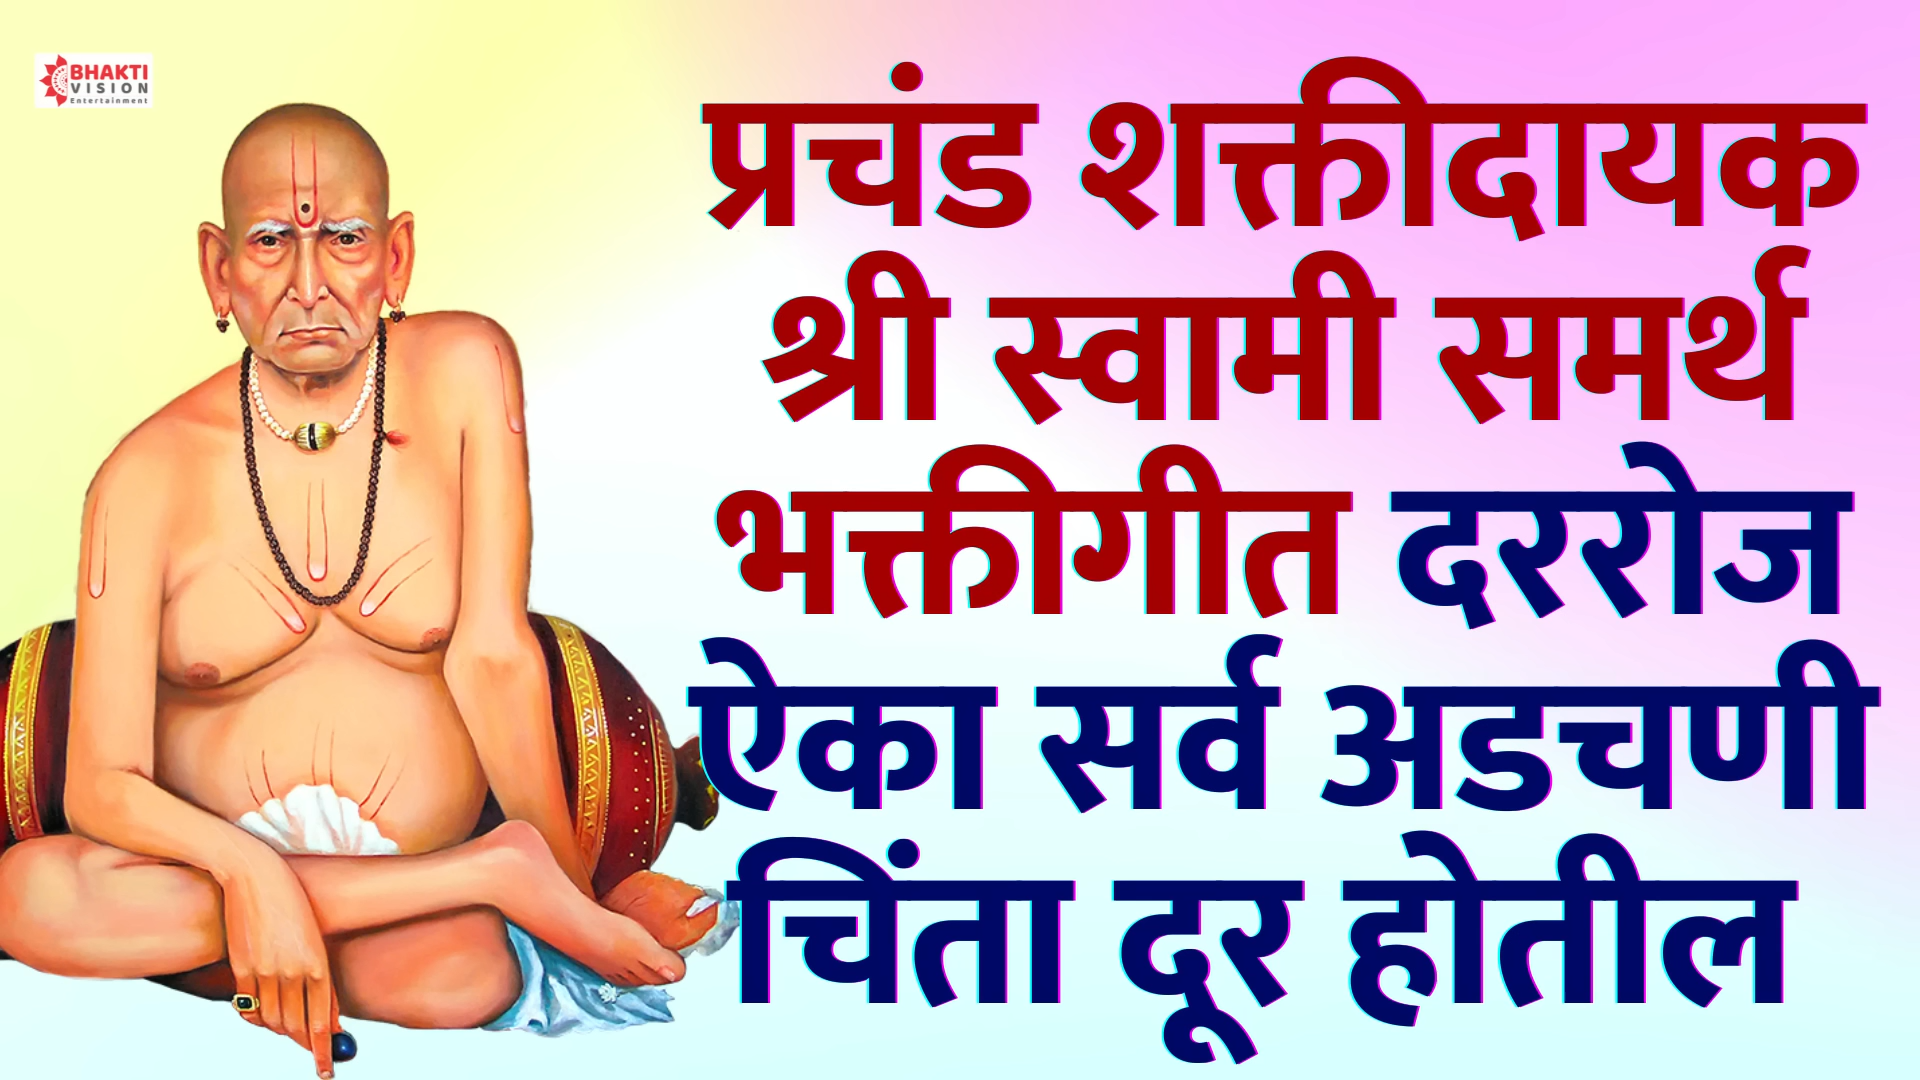 BHAKTI
VISION
Entertainment
प्रचंड शक्तीदायक
श्री स्वामी समर्थ
भक्तीगीत दररोज
ऐका सर्व अडचणी
चिंता दूर होतील